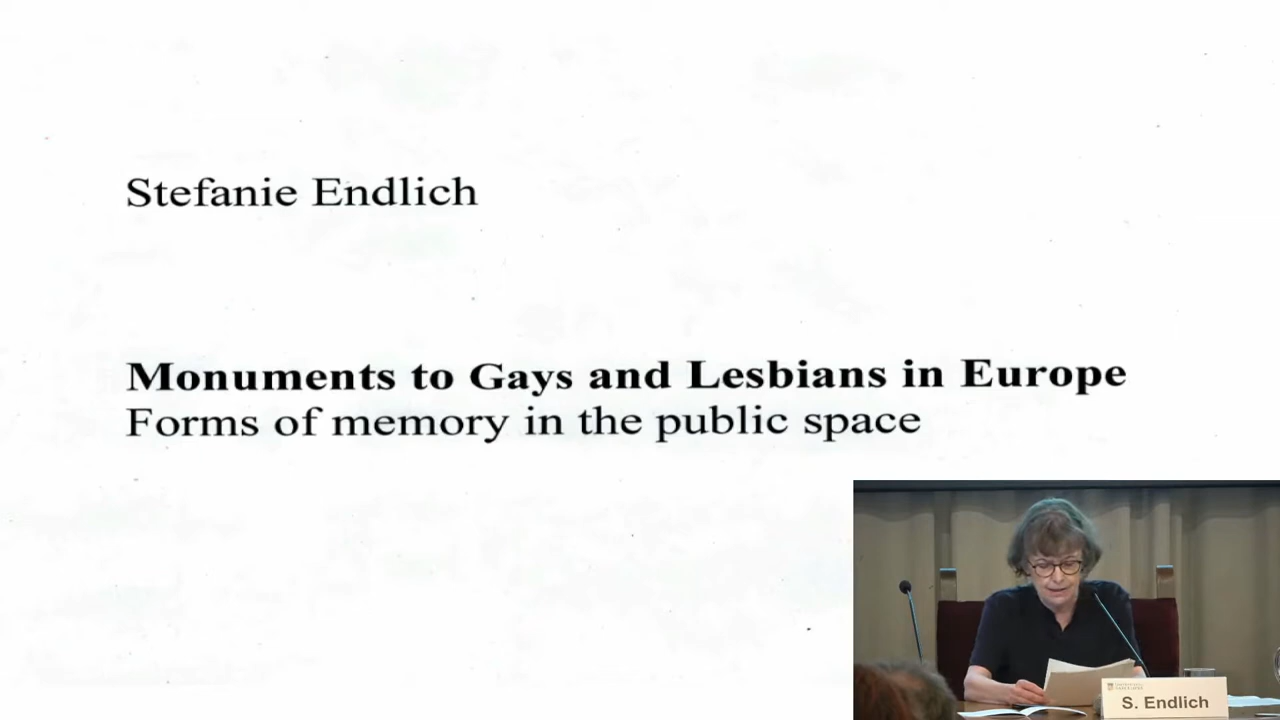 Stefanie Endlich
Monuments to Gays and Lesbians in Europe
Forms of memory in the public space
S. Endlich